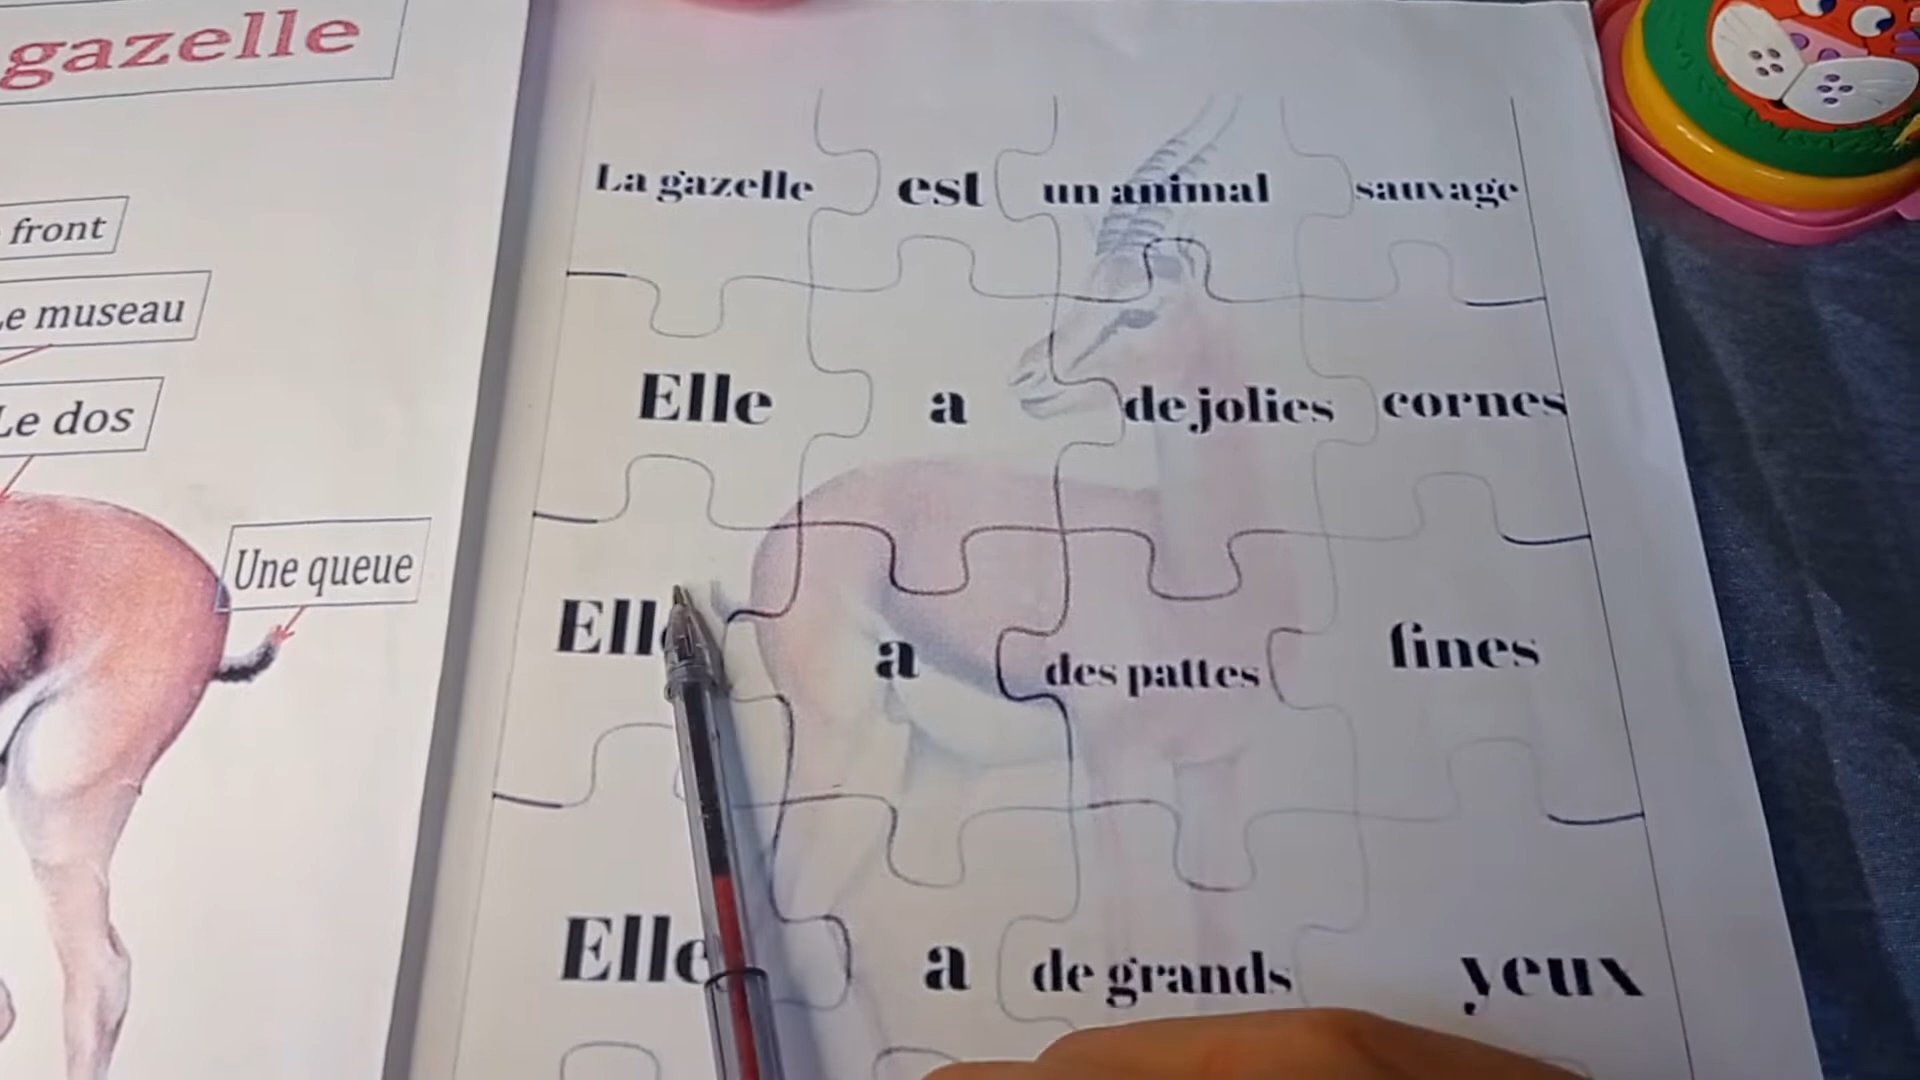 gazelle
front
Le museau
Le dos
Une queue
La gazelle est un animal sauvage
Elle a de jolies cornes
Elle a des pattes fines
Elle a de grands yeux